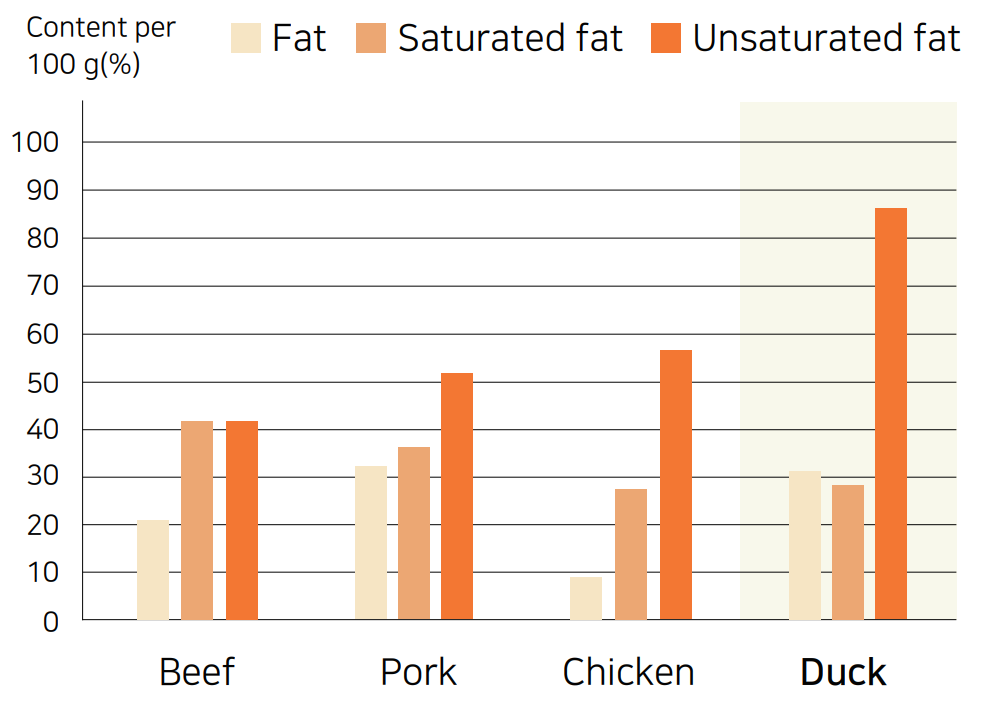 Content per
100 g(%)
Fat
Saturated fat
Unsaturated fat
100
90
80
70
60
50
40
30
20
10
0
Beef
Pork
Chicken
Duck